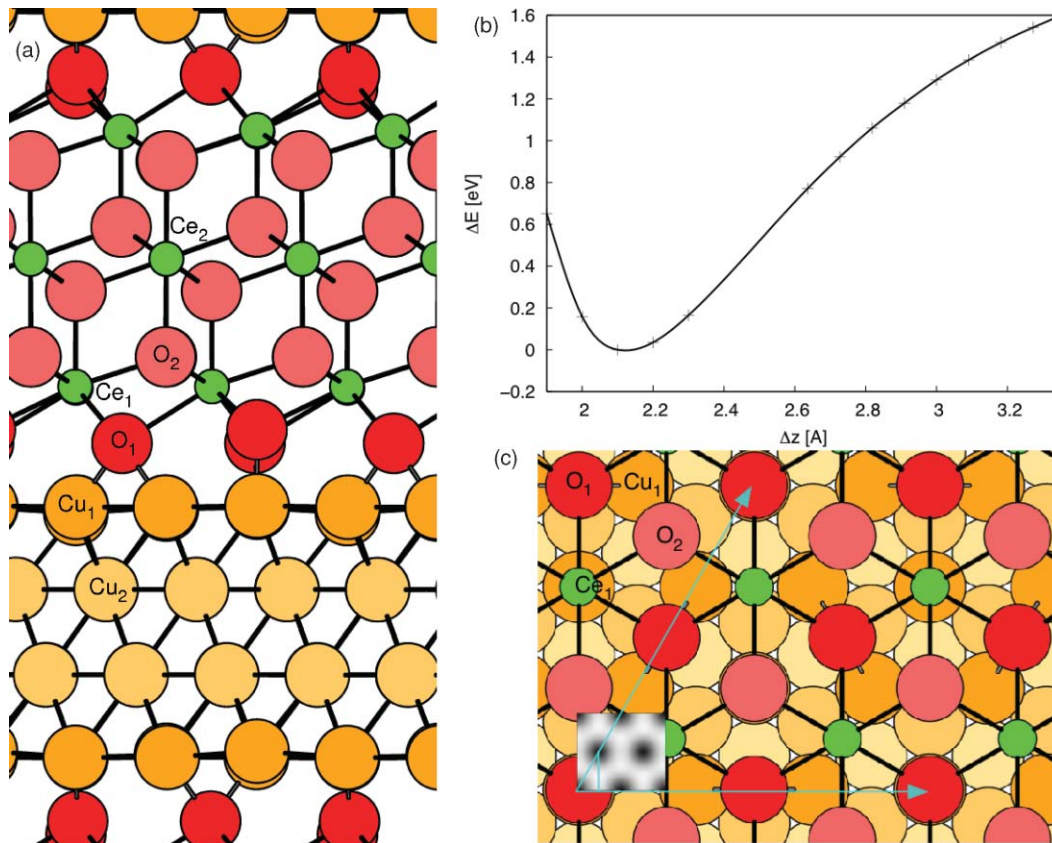 (a)
Ce₂
O₂
Ce₁
O₁
Cu₁
Cu₂
(b)
1.6
1.4
1.2
1
0.8
0.6
0.4
0.2
0
−0.2
ΔE [eV]
2
2.2
2.4
2.6
2.8
3
3.2
Δz [A]
(c)
O₁ Cu₁
O₂
Ce₁